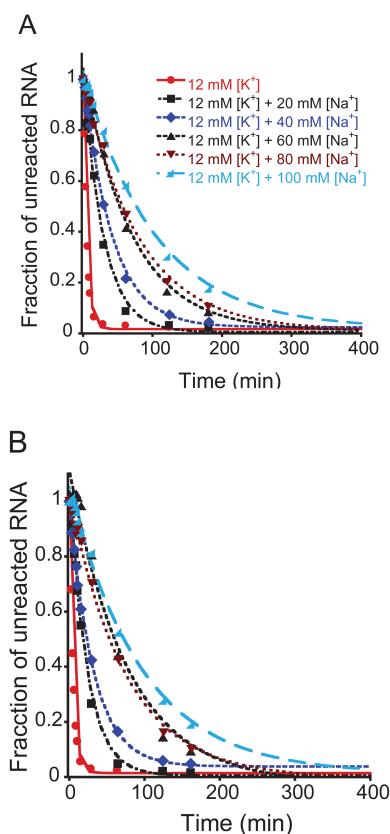 A
Fracction of unreacted RNA
1
0.8
0.6
0.4
0.2
0
12 mM [K+]
12 mM [K+] + 20 mM [Na+]
12 mM [K+] + 40 mM [Na+]
12 mM [K+] + 60 mM [Na+]
12 mM [K+] + 80 mM [Na+]
12 mM [K+] + 100 mM [Na+]
0 100 200 300 400
Time (min)
B
Fracction of unreacted RNA
1
0.8
0.6
0.4
0.2
0
0 100 200 300 400
Time (min)